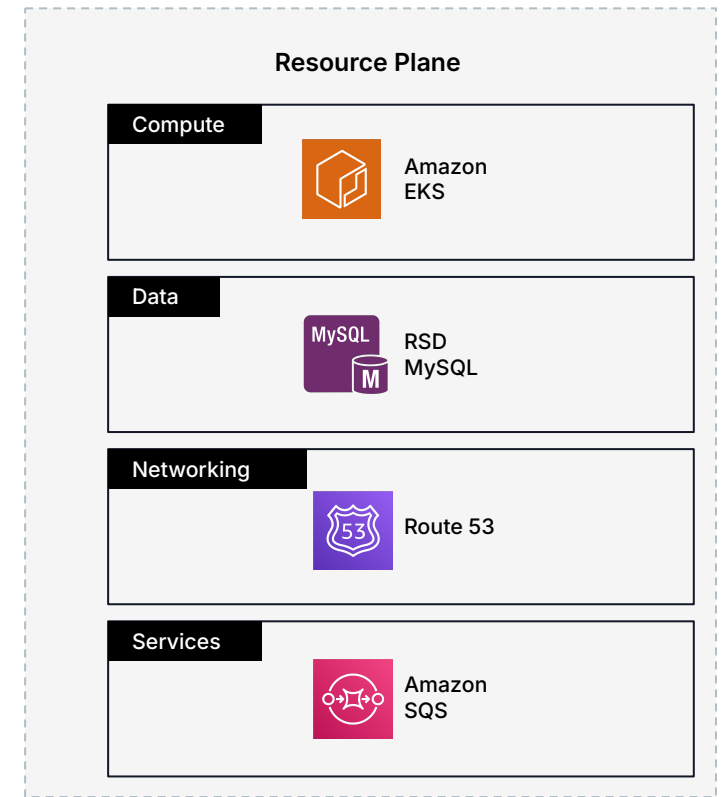 Resource Plane
Compute
Amazon
EKS
Data
MySQL
M
RSD
MySQL
Networking
53
Route 53
Services
Amazon
SQS